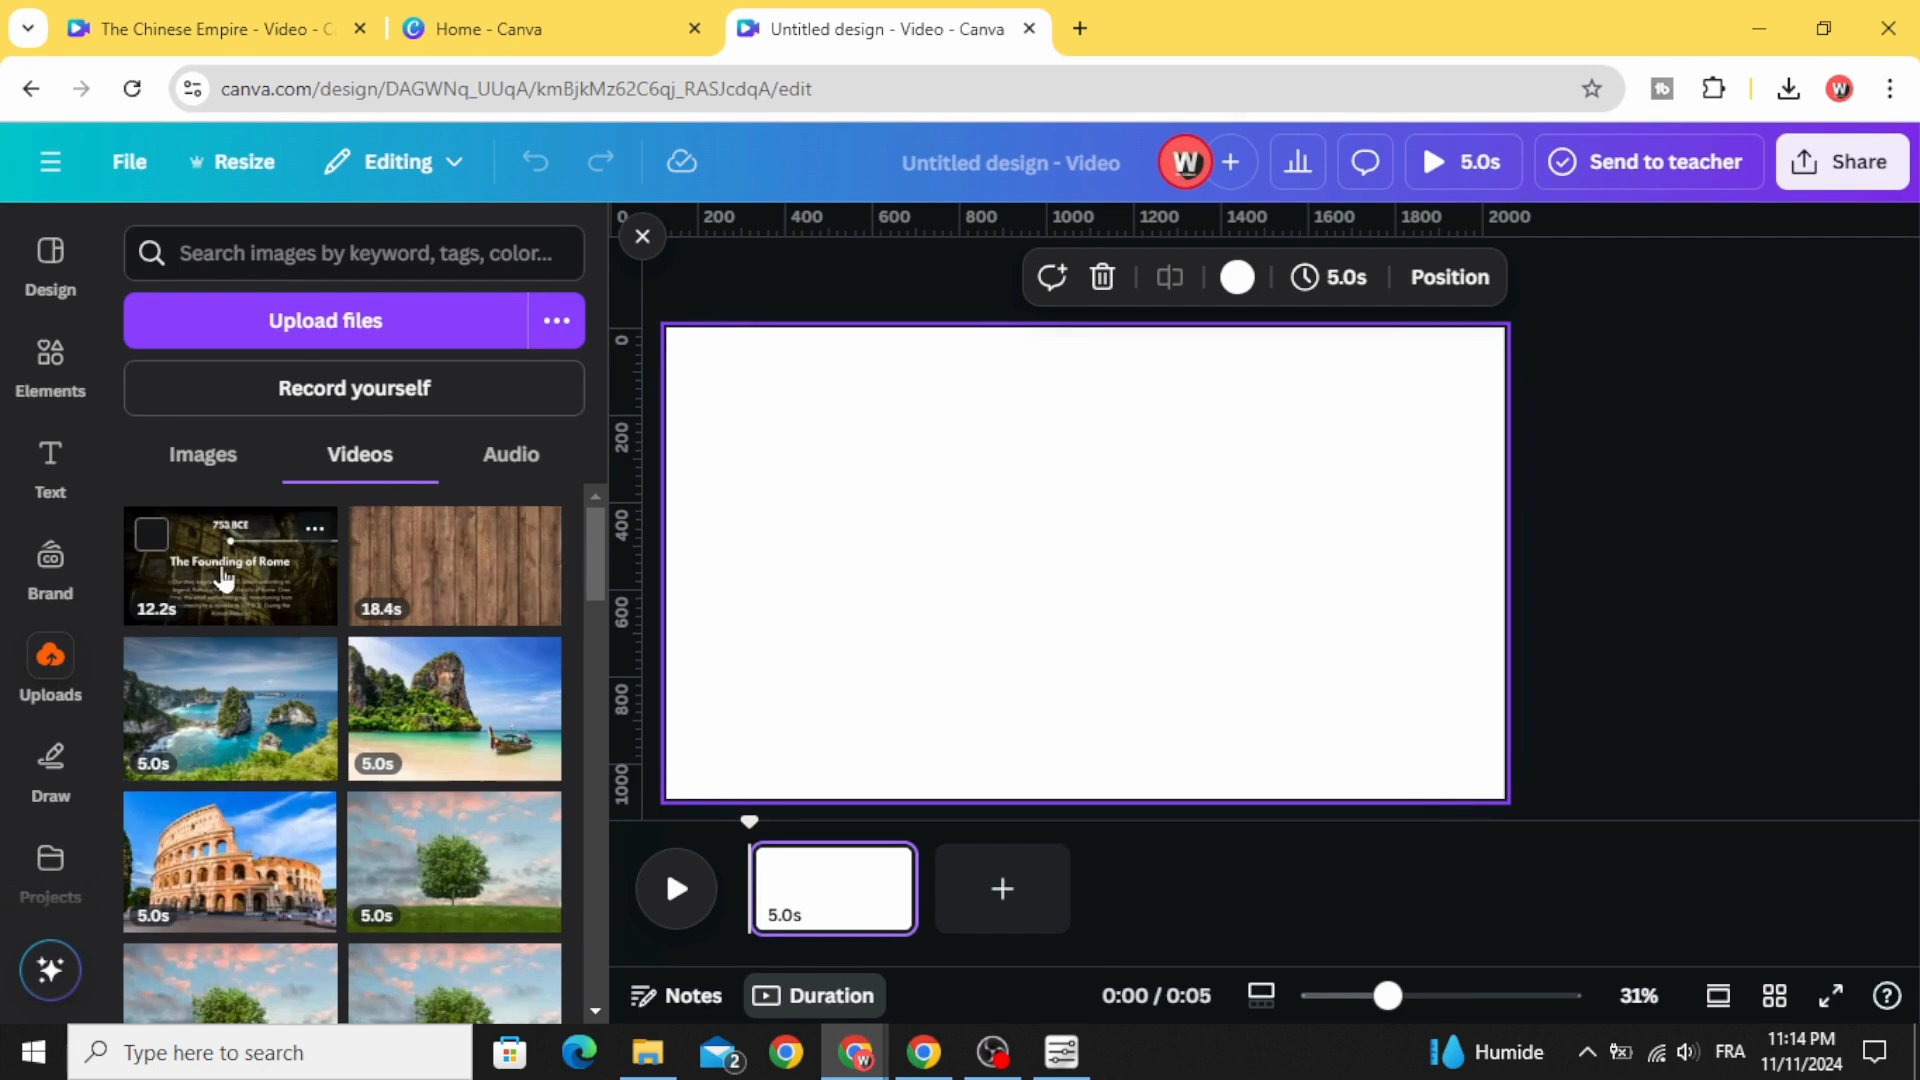 The Chinese Empire - Video - C
Home - Canva
Untitled design - Video - Canva
canva.com/design/DAGWNq_UUqA/kmBjkMz62C6qj_RASJcdqA/edit
File
Resize
Editing
Untitled design - Video
W
5.0s
Send to teacher
Share
Design
Elements
Text
Brand
Uploads
Draw
Projects
Search images by keyword, tags, color...
Upload files
Record yourself
Images
Videos
Audio
753 BCE
The Founding of Rome
12.2s
18.4s
5.0s
5.0s
5.0s
5.0s
0 200 400 600 800 1000 1200 1400 1600 1800 2000
0 200 400 600 800 1000
5.0s
Position
5.0s
Notes
Duration
0:00 / 0:05
31%
Type here to search
2
Humide
FRA
11:14 PM
11/11/2024